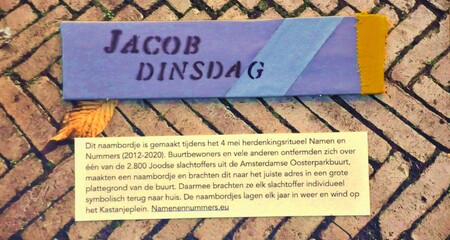 JACOB
DINSDAG
Dit naambordje is gemaakt tijdens het 4 mei herdenkingsritueel Namen en
Nummers (2012-2020). Buurtbewoners en vele anderen ontfermden zich over
één van de 2.800 Joodse slachtoffers uit de Amsterdamse Oosterparkbuurt,
maakten een naambordje en brachten dit naar het juiste adres in een grote
plattegrond van de buurt. Daarmee brachten ze elk slachtoffer individueel
symbolisch terug naar huis. De naambordjes lagen elk jaar in weer en wind op
het Kastanjeplein. Namenennummers.eu